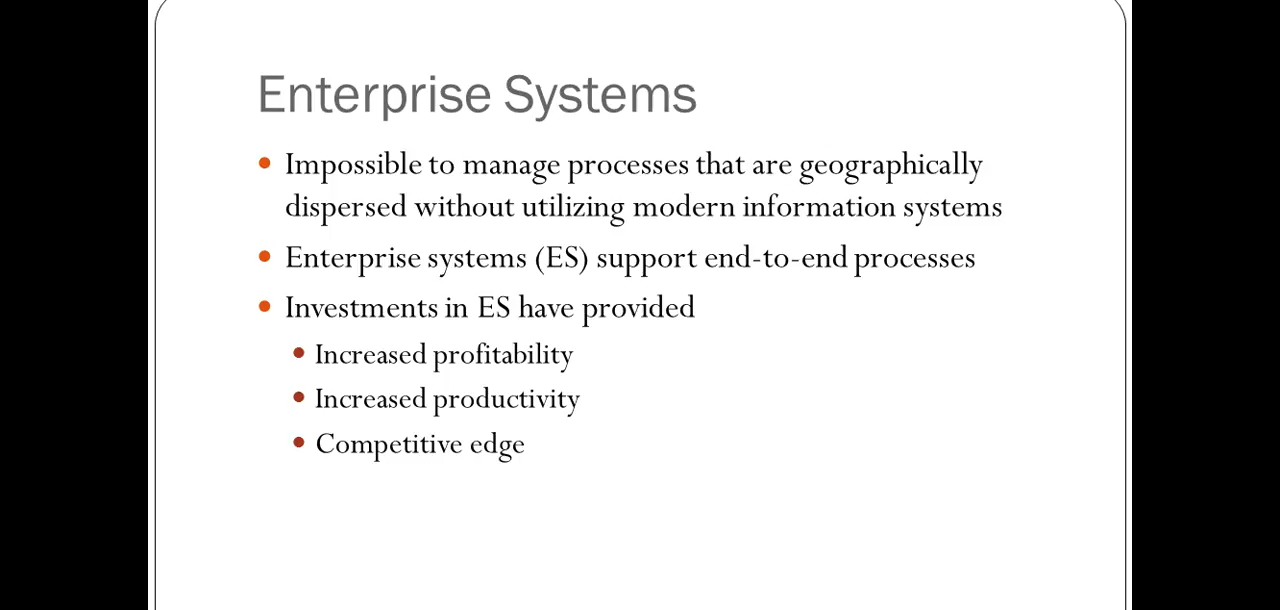 Enterprise Systems
• Impossible to manage processes that are geographically
dispersed without utilizing modern information systems
• Enterprise systems (ES) support end-to-end processes
• Investments in ES have provided
• Increased profitability
• Increased productivity
• Competitive edge